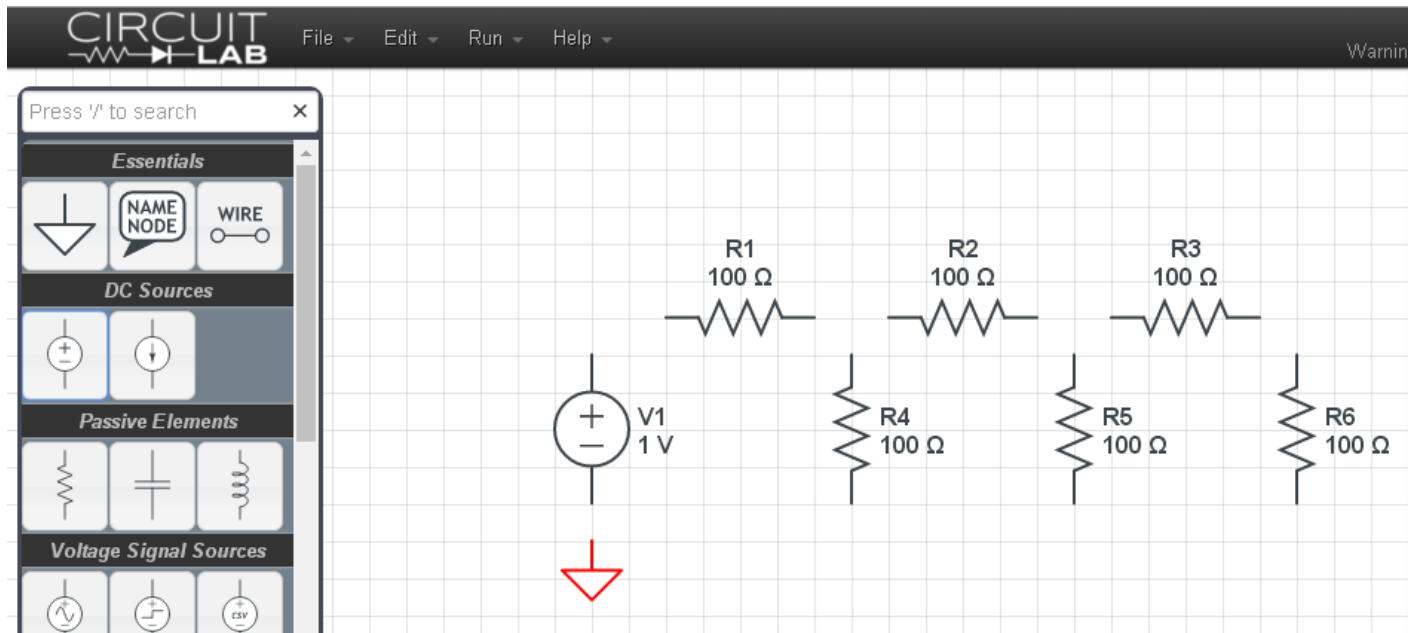 CIRCUIT
LAB
File Edit Run Help
Warnin
Press '/' to search ×
Essentials
NAME
NODE
WIRE
DC Sources
Passive Elements
Voltage Signal Sources
csv
R1
100 Ω
R2
100 Ω
R3
100 Ω
V1
1 V
R4
100 Ω
R5
100 Ω
R6
100 Ω